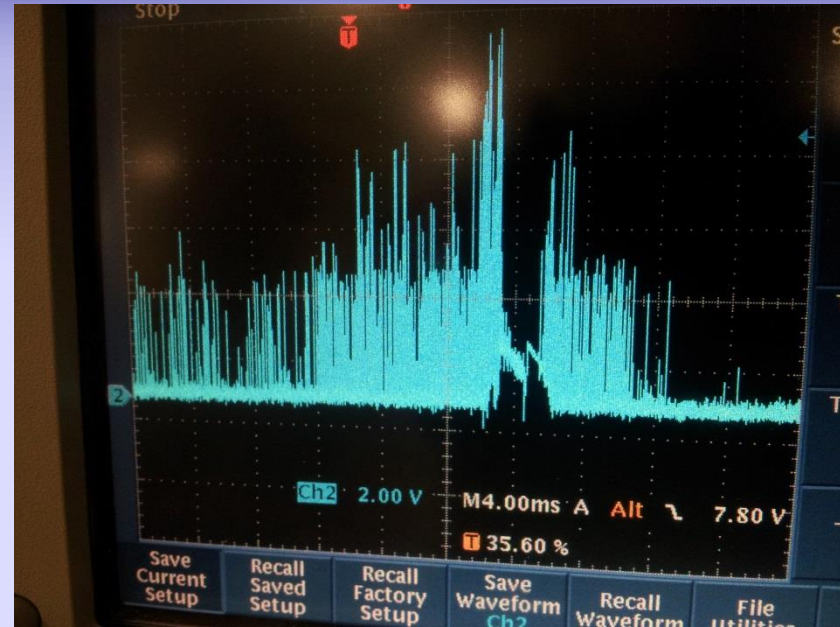 Stop
T
2
Ch2 2.00 V
M4.00ms A Alt 7.80 V
T 35.60 %
Save Current Setup
Recall Saved Setup
Recall Factory Setup
Save Waveform Ch2
Recall Waveform
File Utilities